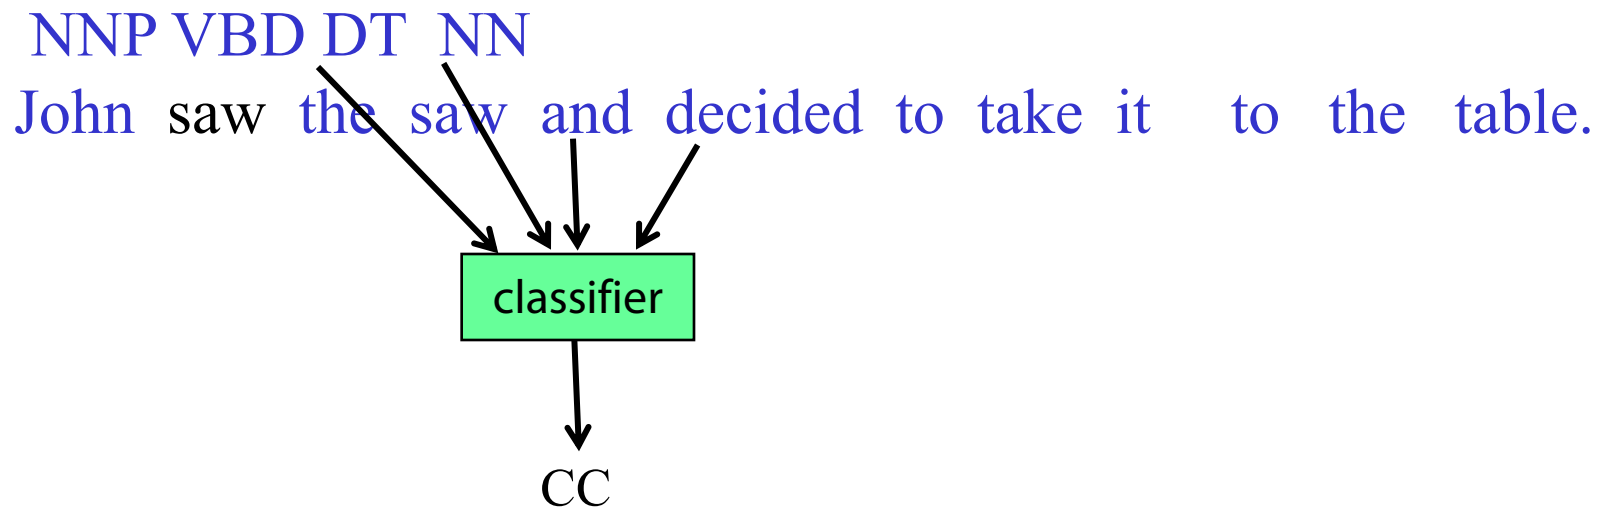 NNP VBD DT NN
John saw the saw and decided to take it to the table.
classifier
CC